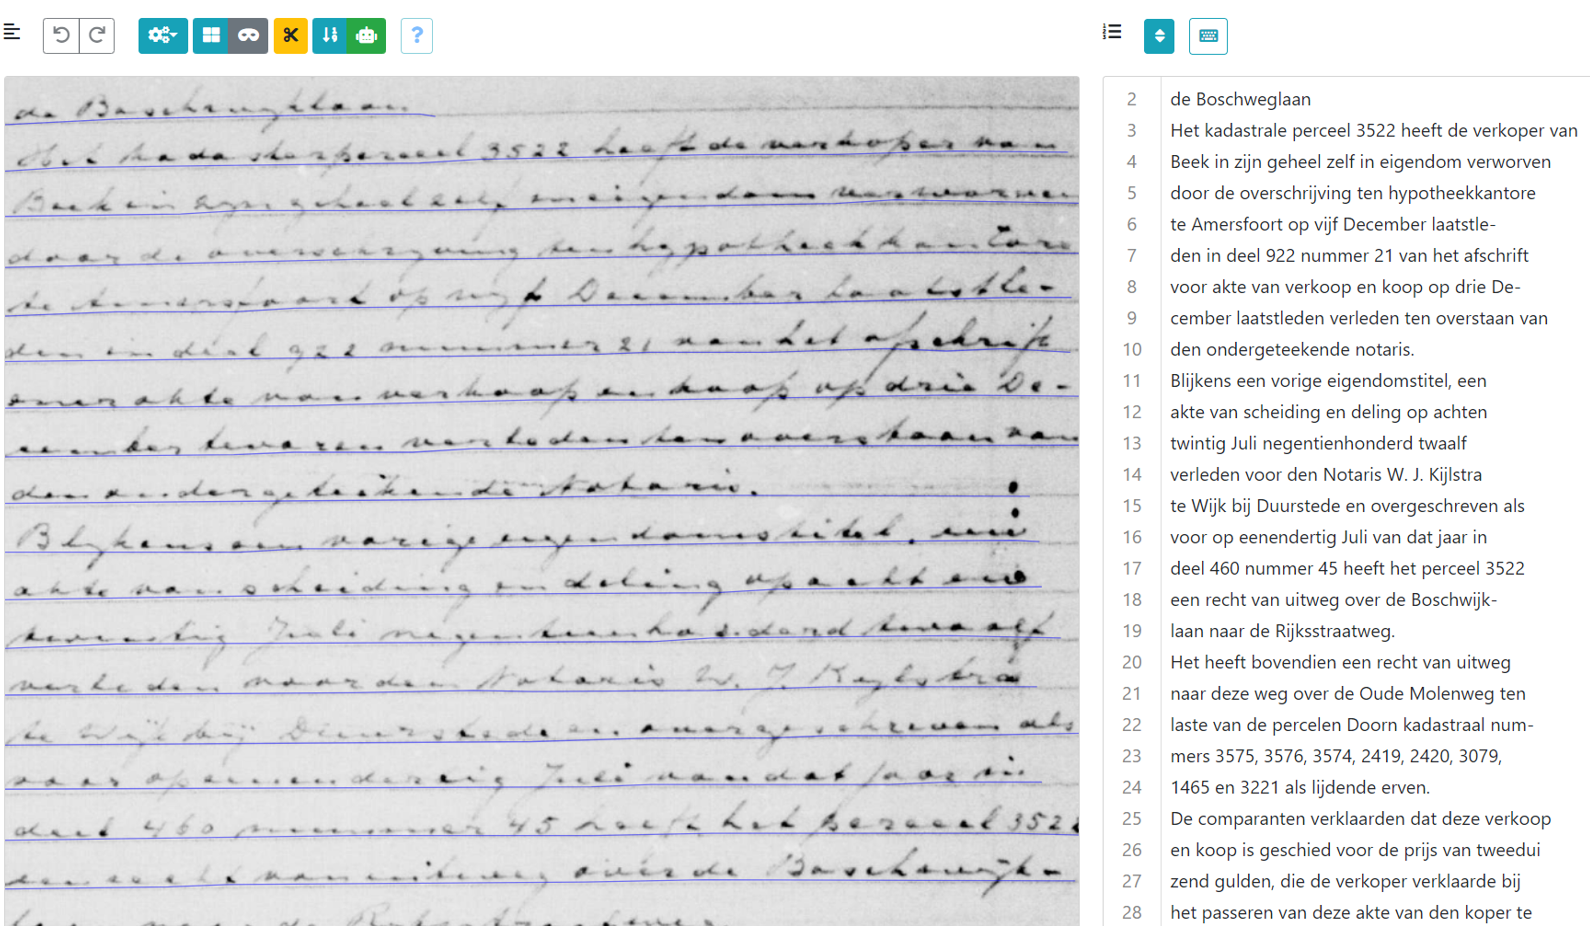 de Boschweglaan
Het kadasterperceel 3522 heeft de verkoper van
Beek in zijn geheel zelf in eigendom verworven
door de overschrijving ten hypotheekkantore
te Amersfoort op vijf December laatstle-
den in deel 922 nummer 21 van het afschrift
ener akte van verkoop en koop op drie De-
cember tevoren verleden ten overstaan van
den ondergeteekende Notaris.
Blijkens een vorige eigendomstitel, ene
akte van scheiding en deling op acht en
twintig Juli negentienhonderd twaalf
verleden voor den Notaris W. J. Kijlstra
te Wijk bij Duurstede en overgeschreven als
voor op eenendertig Juli van dat jaar in
deel 460 nummer 45 heeft het perceel 3522
een recht van uitweg over de Boschwijk-
laan naar de Rijksstraatweg.
2 de Boschweglaan
3 Het kadastrale perceel 3522 heeft de verkoper van
4 Beek in zijn geheel zelf in eigendom verworven
5 door de overschrijving ten hypotheekkantore
6 te Amersfoort op vijf December laatstle-
7 den in deel 922 nummer 21 van het afschrift
8 voor akte van verkoop en koop op drie De-
9 cember laatstleden verleden ten overstaan van
10 den ondergeteekende notaris.
11 Blijkens een vorige eigendomstitel, een
12 akte van scheiding en deling op achten
13 twintig Juli negentienhonderd twaalf
14 verleden voor den Notaris W. J. Kijlstra
15 te Wijk bij Duurstede en overgeschreven als
16 voor op eenendertig Juli van dat jaar in
17 deel 460 nummer 45 heeft het perceel 3522
18 een recht van uitweg over de Boschwijk-
19 laan naar de Rijksstraatweg.
20 Het heeft bovendien een recht van uitweg
21 naar deze weg over de Oude Molenweg ten
22 laste van de percelen Doorn kadastraal num-
23 mers 3575, 3576, 3574, 2419, 2420, 3079,
24 1465 en 3221 als lijdende erven.
25 De comparanten verklaarden dat deze verkoop
26 en koop is geschied voor de prijs van tweedui
27 zend gulden, die de verkoper verklaarde bij
28 het passeren van deze akte van den koper te